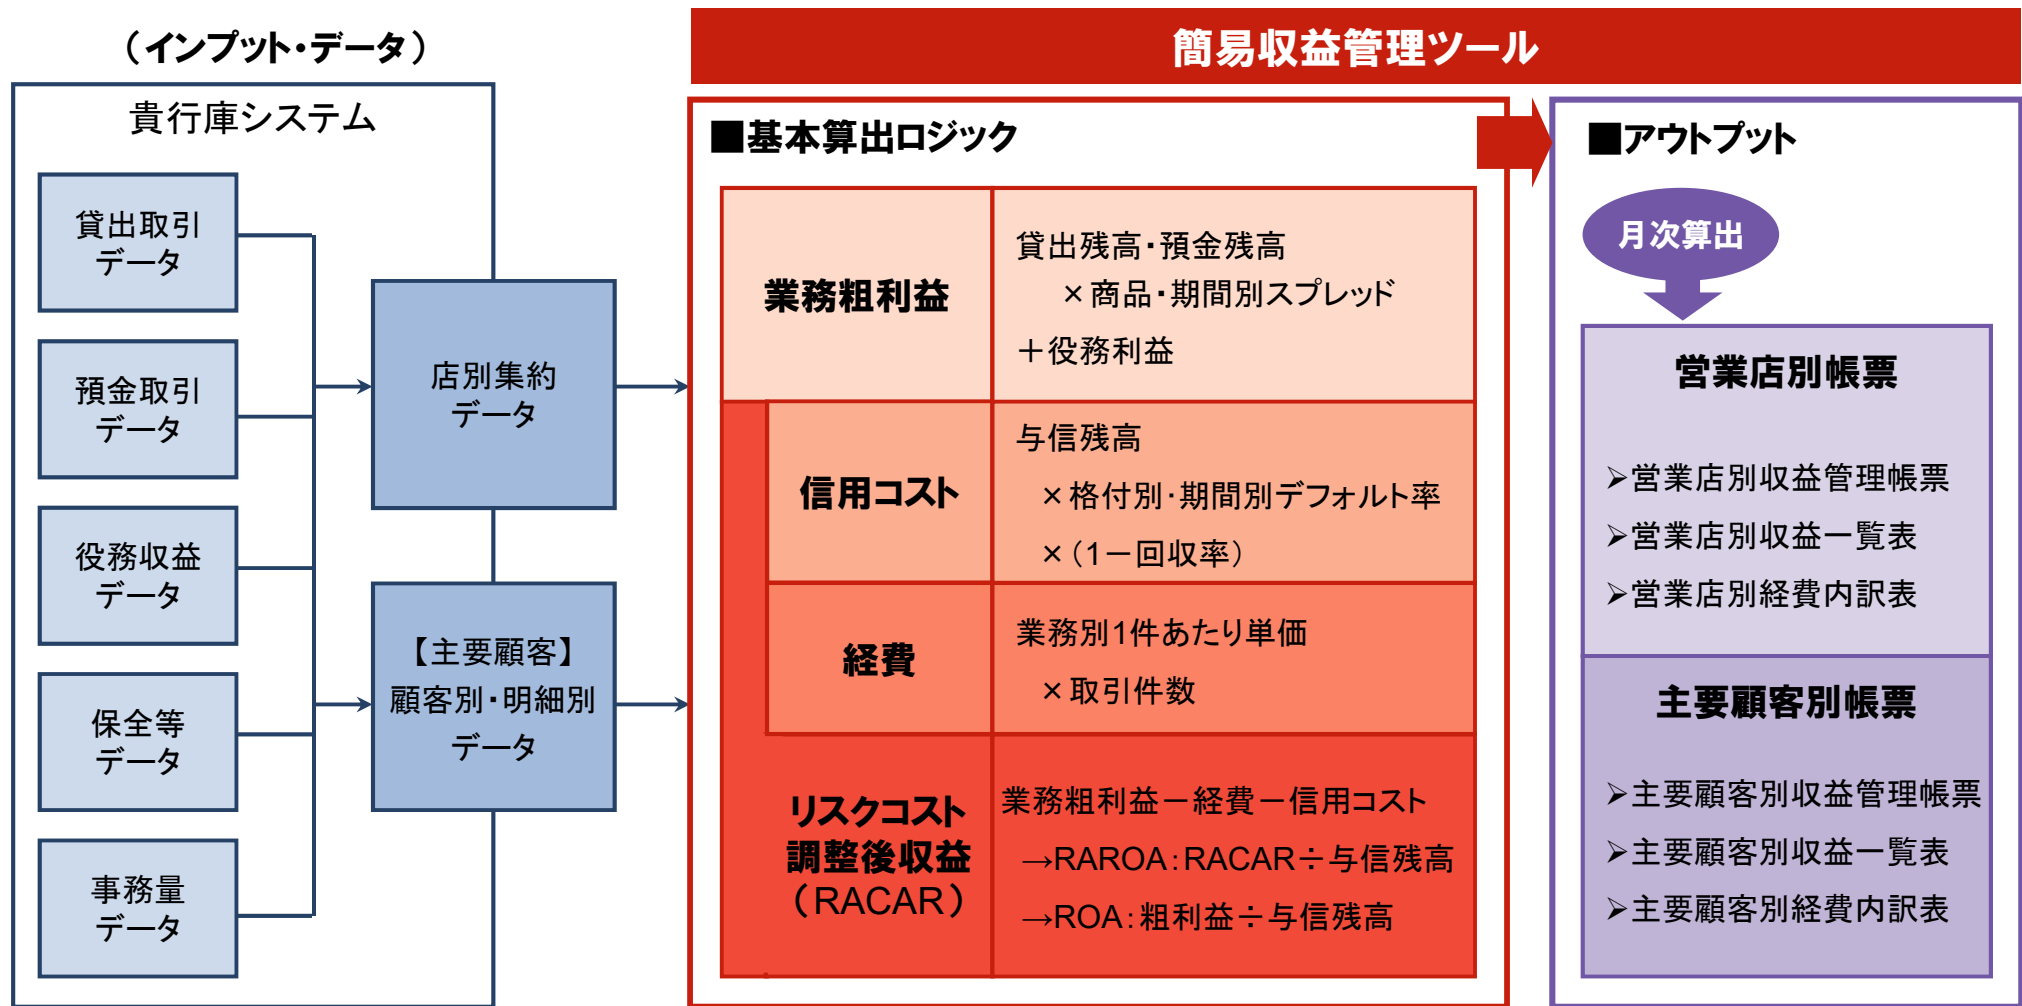 （インプット・データ）
貴行庫システム
貸出取引
データ
預金取引
データ
役務収益
データ
保全等
データ
事務量
データ
店別集約
データ
【主要顧客】
顧客別・明細別
データ
簡易収益管理ツール
■基本算出ロジック
業務粗利益
貸出残高・預金残高
×商品・期間別スプレッド
＋役務利益
信用コスト
与信残高
×格付別・期間別デフォルト率
×（1－回収率）
経費
業務別1件あたり単価
×取引件数
リスクコスト
調整後収益
（RACAR）
業務粗利益－経費－信用コスト
→RAROA：RACAR÷与信残高
→ROA：粗利益÷与信残高
■アウトプット
月次算出
営業店別帳票
➢営業店別収益管理帳票
➢営業店別収益一覧表
➢営業店別経費内訳表
主要顧客別帳票
➢主要顧客別収益管理帳票
➢主要顧客別収益一覧表
➢主要顧客別経費内訳表